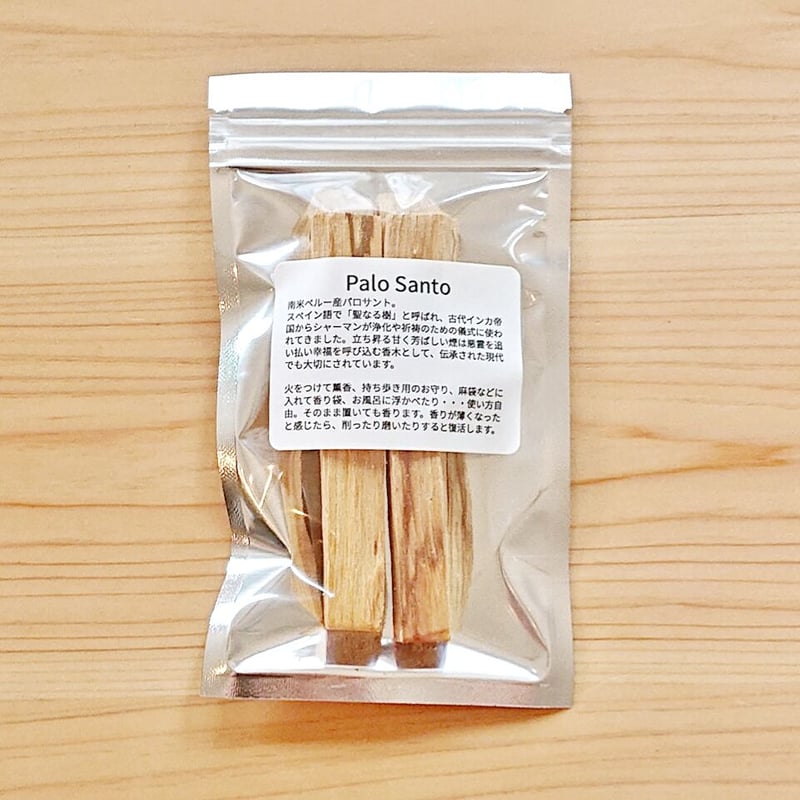 Palo Santo
南米ペルー産パロサント。
スペイン語で「聖なる樹」と呼ばれ、古代インカ帝
国からシャーマンが浄化や祈祷のための儀式に使わ
れてきました。立ち昇る甘く芳ばしい煙は悪霊を追
い払い幸福を呼び込む香木として、伝承された現代
でも大切にされています。
火をつけて薫香、持ち歩き用のお守り、麻袋などに
入れて香り袋、お風呂に浮かべたり・・・使い方自
由。そのまま置いても香ります。香りが薄くなった
と感じたら、削ったり磨いたりすると復活します。